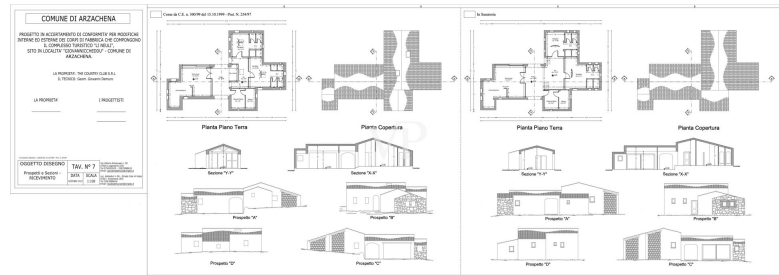 COMUNE DI ARZACHENA
PROGETTO IN ACCERTAMENTO DI CONFORMITA' PER MODIFICHE
INTERNE ED ESTERNE DEI CORPI DI FABBRICA CHE COMPONGONO
IL COMPLESSO TURISTICO "LI NEULI",
SITO IN LOCALITA' "GIOVANNICCHEDDU" - COMUNE DI
ARZACHENA.
LA PROPRIETA': THE COUNTRY CLUB S.R.L.
IL TECNICO: Geom. Giovanni Demuro
LA PROPRIETA'
I PROGETTISTI
OGGETTO DISEGNO
Prospetti e Sezioni -
RICEVIMENTO
TAV. N° 7
DATA
SCALA
1:100
Come da C.E. n. 300/99 del 15.10.1999 - Prat. N. 254/97
Pianta Piano Terra
Pianta Copertura
Sezione "Y-Y"
Sezione "X-X"
Prospetto "A"
Prospetto "B"
Prospetto "D"
Prospetto "C"
In Sanatoria
Pianta Piano Terra
Pianta Copertura
Sezione "Y-Y"
Sezione "X-X"
Prospetto "A"
Prospetto "B"
Prospetto "D"
Prospetto "C"